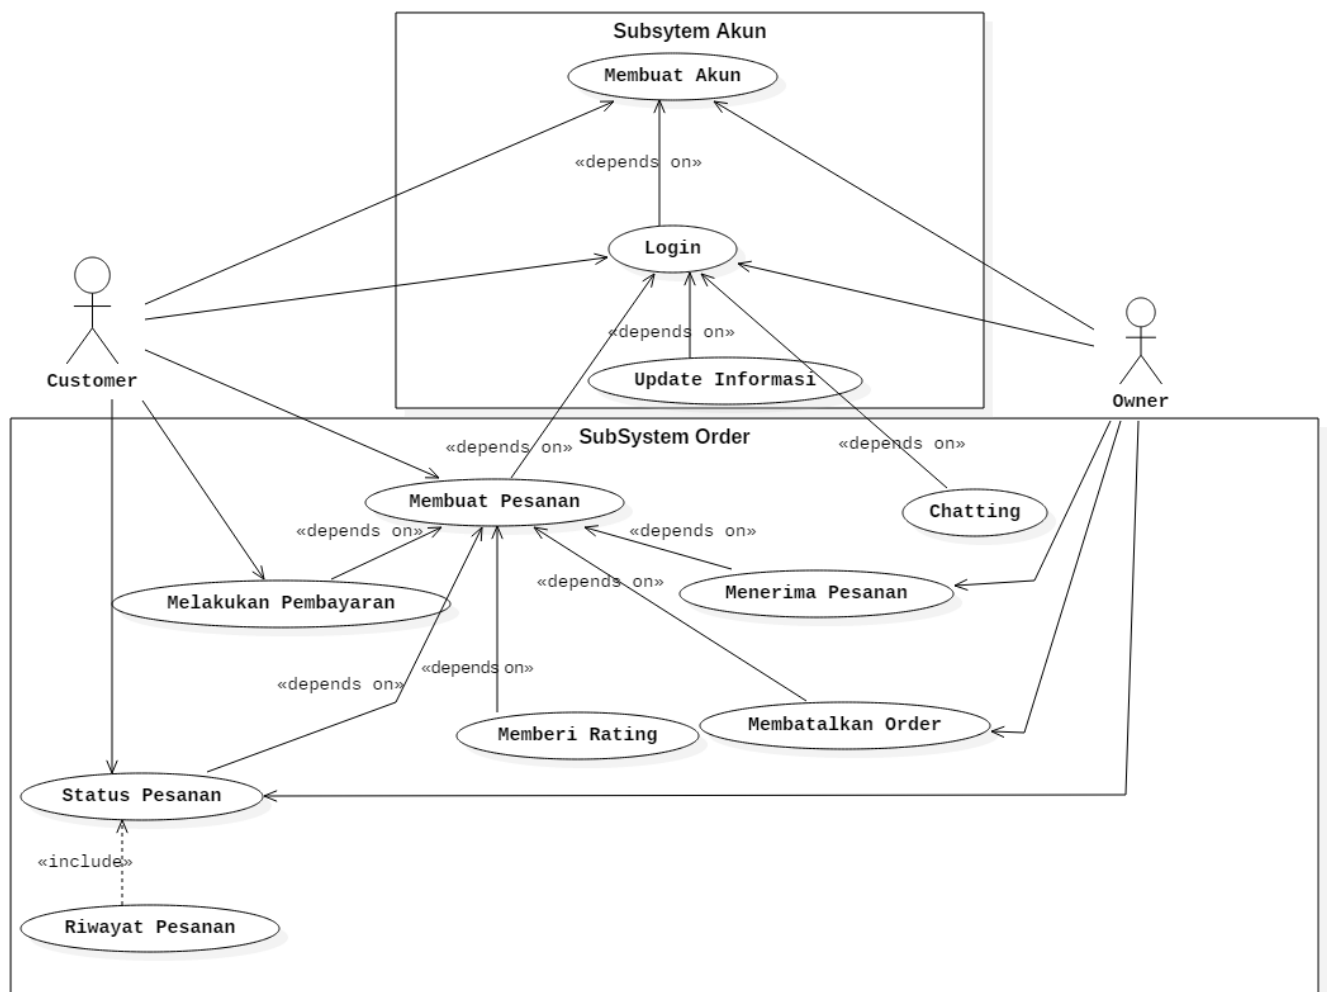 Subsytem Akun
Membuat Akun
«depends on»
Login
«depends on»
Update Informasi
Customer
Owner
SubSystem Order
«depends on»
«depends on»
Membuat Pesanan
Chatting
«depends on»
«depends on»
«depends on»
Menerima Pesanan
Melakukan Pembayaran
«depends on»
«depends on»
Memberi Rating
Membatalkan Order
Status Pesanan
«include»
Riwayat Pesanan